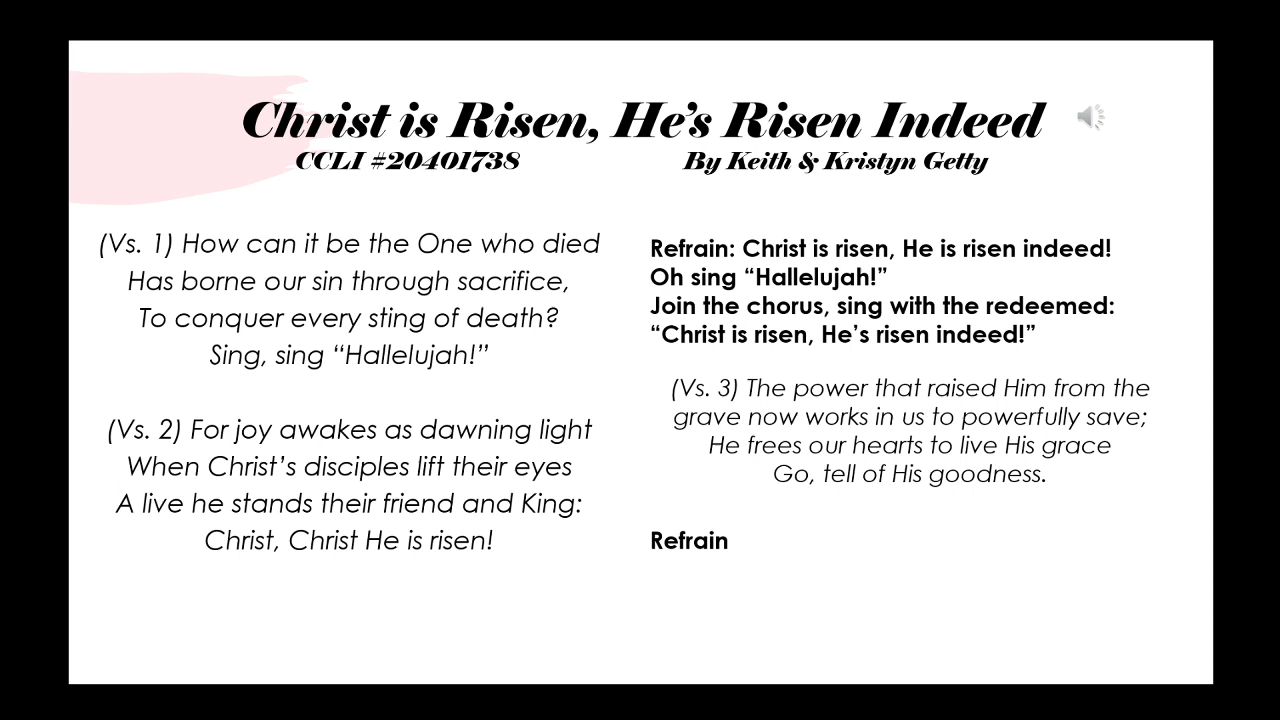 Christ is Risen, He’s Risen Indeed
CCLI #20401738 By Keith & Kristyn Getty
(Vs. 1) How can it be the One who died
Has borne our sin through sacrifice,
To conquer every sting of death?
Sing, sing “Hallelujah!”
(Vs. 2) For joy awakes as dawning light
When Christ’s disciples lift their eyes
A live he stands their friend and King:
Christ, Christ He is risen!
Refrain: Christ is risen, He is risen indeed!
Oh sing “Hallelujah!”
Join the chorus, sing with the redeemed:
“Christ is risen, He’s risen indeed!”
(Vs. 3) The power that raised Him from the
grave now works in us to powerfully save;
He frees our hearts to live His grace
Go, tell of His goodness.
Refrain